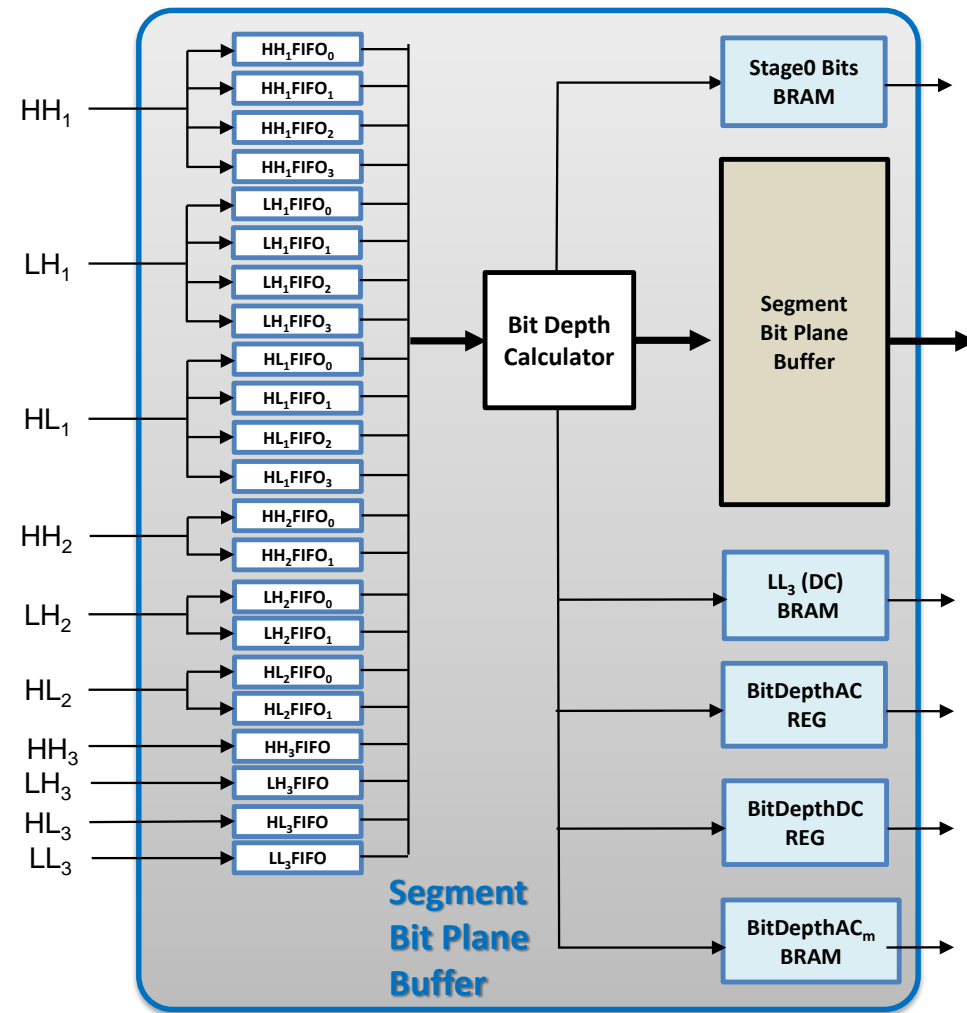 HH₁
HH₁FIFO₀
HH₁FIFO₁
HH₁FIFO₂
HH₁FIFO₃
LH₁
LH₁FIFO₀
LH₁FIFO₁
LH₁FIFO₂
LH₁FIFO₃
HL₁
HL₁FIFO₀
HL₁FIFO₁
HL₁FIFO₂
HL₁FIFO₃
HH₂
HH₂FIFO₀
HH₂FIFO₁
LH₂
LH₂FIFO₀
LH₂FIFO₁
HL₂
HL₂FIFO₀
HL₂FIFO₁
HH₃
HH₃FIFO
LH₃
LH₃FIFO
HL₃
HL₃FIFO
LL₃
LL₃FIFO
Bit Depth
Calculator
Stage0 Bits
BRAM
Segment
Bit Plane
Buffer
LL₃ (DC)
BRAM
BitDepthAC
REG
BitDepthDC
REG
BitDepthACₘ
BRAM
Segment
Bit Plane
Buffer